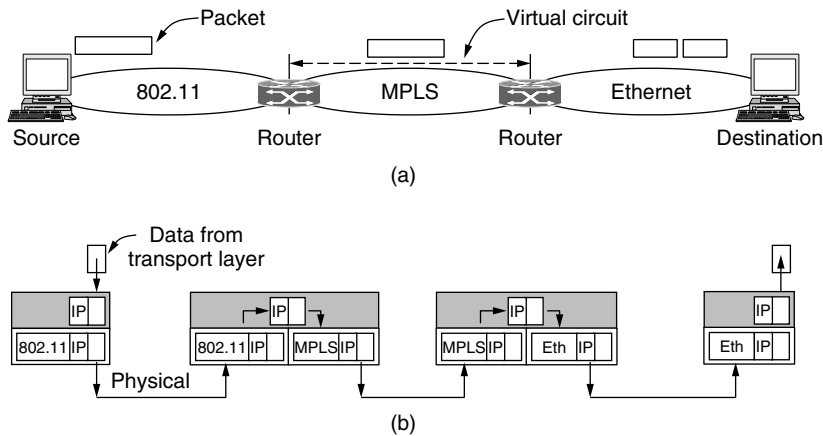 Packet
Virtual circuit
802.11
MPLS
Ethernet
Source
Router
Router
Destination
(a)
Data from
transport layer
IP
IP
IP
IP
802.11 IP
802.11 IP
MPLS IP
MPLS IP
Eth IP
Eth IP
Physical
(b)